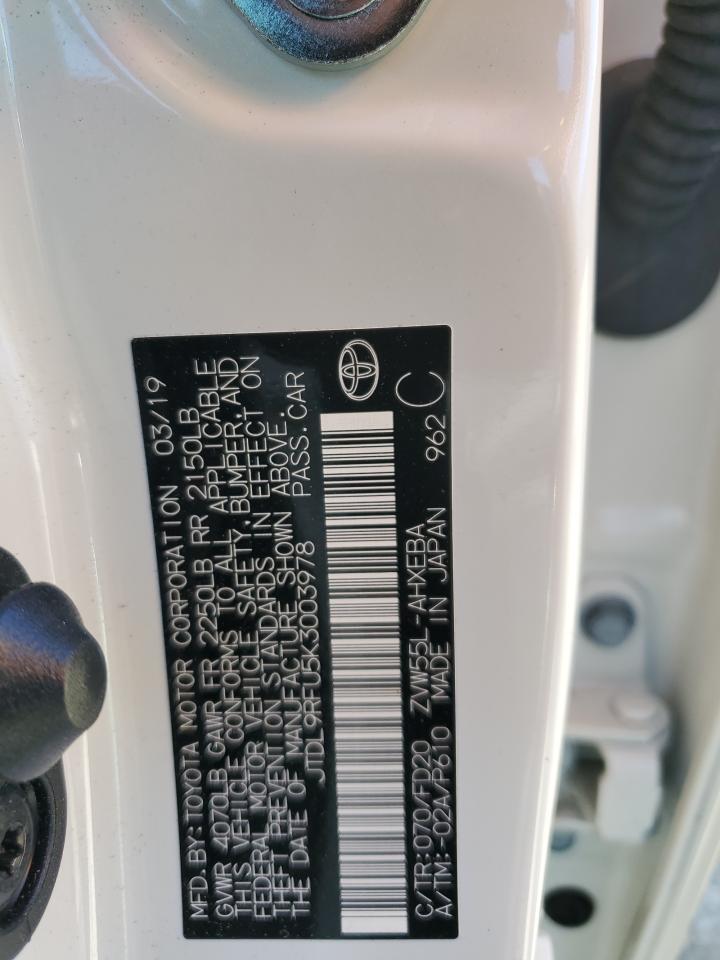 MFD. BY: TOYOTA MOTOR CORPORATION 03/19
GVWR 4070LB GAWR FR 2250LB RR 2150LB
THIS VEHICLE CONFORMS TO ALL APPLICABLE
FEDERAL MOTOR VEHICLE SAFETY, BUMPER, AND
THEFT PREVENTION STANDARDS IN EFFECT ON
THE DATE OF MANUFACTURE SHOWN ABOVE.
JTDL9RFU5K3003978 PASS. CAR
C/TR: 070/FD20 ZVW55L-AHXEBA
A/TM: -02A/P610 MADE IN JAPAN
962 C